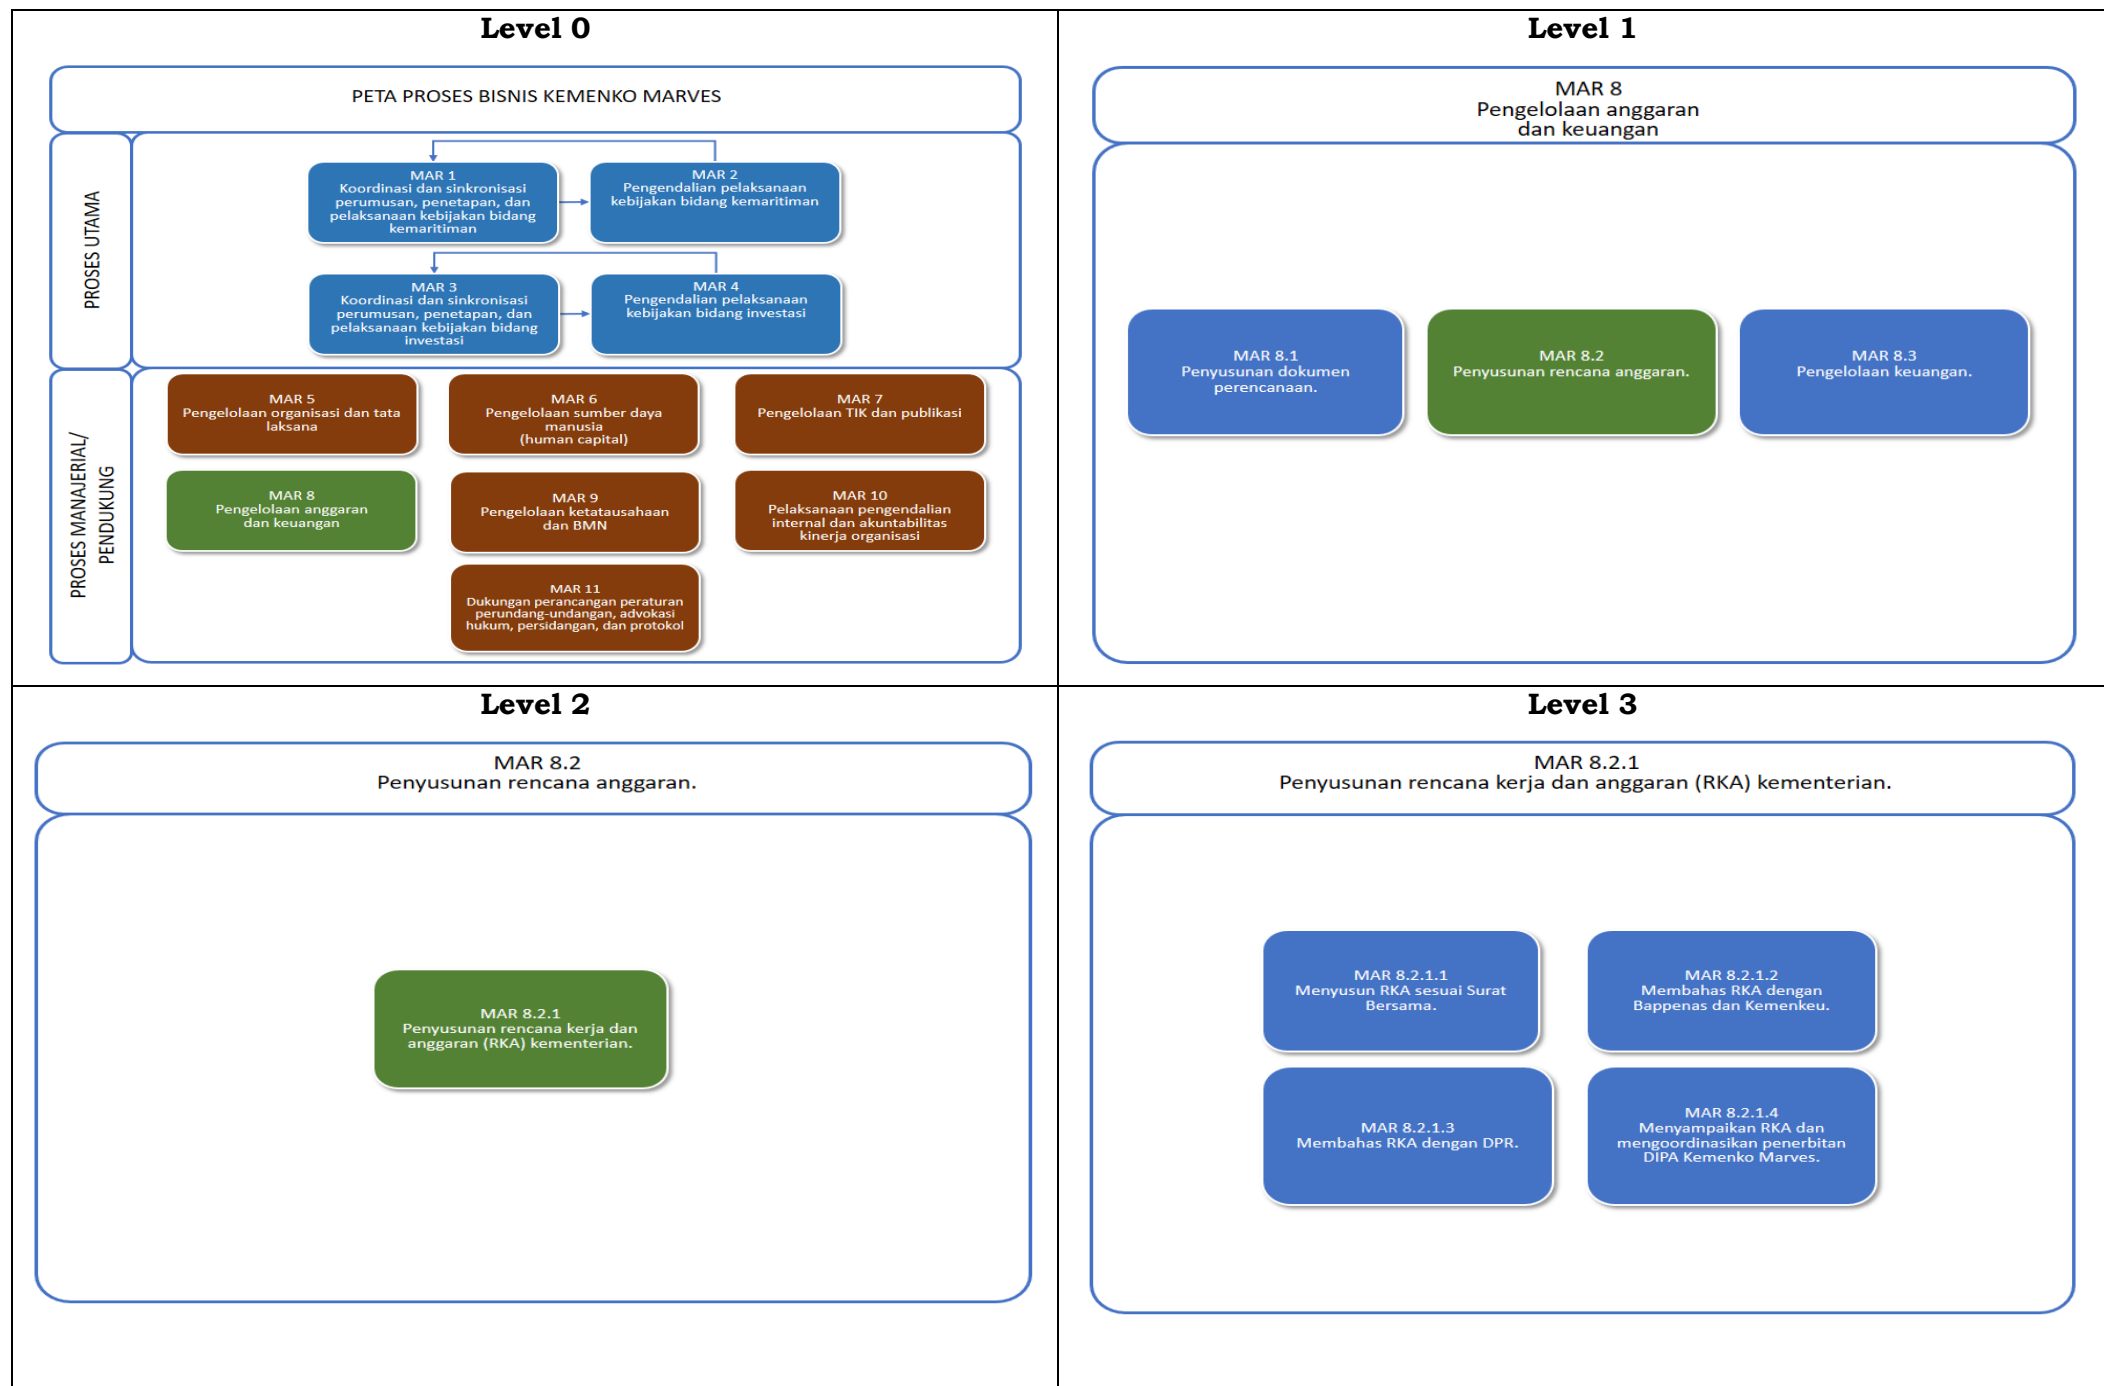 Level 0
PETA PROSES BISNIS KEMENKO MARVES
PROSES UTAMA
MAR 1
Koordinasi dan sinkronisasi
perumusan, penetapan, dan
pelaksanaan kebijakan bidang
kemaritiman
MAR 2
Pengendalian pelaksanaan
kebijakan bidang kemaritiman
MAR 3
Koordinasi dan sinkronisasi
perumusan, penetapan, dan
pelaksanaan kebijakan bidang
investasi
MAR 4
Pengendalian pelaksanaan
kebijakan bidang investasi
PROSES MANAJERIAL/
PENDUKUNG
MAR 5
Pengelolaan organisasi dan tata
laksana
MAR 6
Pengelolaan sumber daya
manusia
(human capital)
MAR 7
Pengelolaan TIK dan publikasi
MAR 8
Pengelolaan anggaran
dan keuangan
MAR 9
Pengelolaan ketatausahaan
dan BMN
MAR 10
Pelaksanaan pengendalian
internal dan akuntabilitas
kinerja organisasi
MAR 11
Dukungan perancangan peraturan
perundang-undangan, advokasi
hukum, persidangan, dan protokol
Level 1
MAR 8
Pengelolaan anggaran
dan keuangan
MAR 8.1
Penyusunan dokumen
perencanaan.
MAR 8.2
Penyusunan rencana anggaran.
MAR 8.3
Pengelolaan keuangan.
Level 2
MAR 8.2
Penyusunan rencana anggaran.
MAR 8.2.1
Penyusunan rencana kerja dan
anggaran (RKA) kementerian.
Level 3
MAR 8.2.1
Penyusunan rencana kerja dan anggaran (RKA) kementerian.
MAR 8.2.1.1
Menyusun RKA sesuai Surat
Bersama.
MAR 8.2.1.2
Membahas RKA dengan
Bappenas dan Kemenkeu.
MAR 8.2.1.3
Membahas RKA dengan DPR.
MAR 8.2.1.4
Menyampaikan RKA dan
mengoordinasikan penerbitan
DIPA Kemenko Marves.